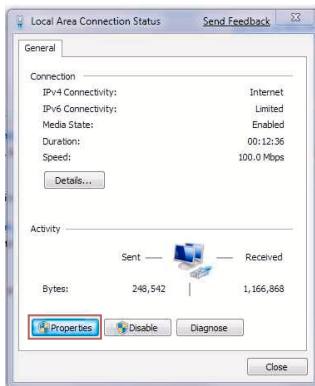 Local Area Connection Status Send Feedback
General
Connection
IPv4 Connectivity: Internet
IPv6 Connectivity: Limited
Media State: Enabled
Duration: 00:12:36
Speed: 100.0 Mbps
Details...
Activity
Sent — — Received
Bytes: 248,542 | 1,166,868
Properties Disable Diagnose
Close